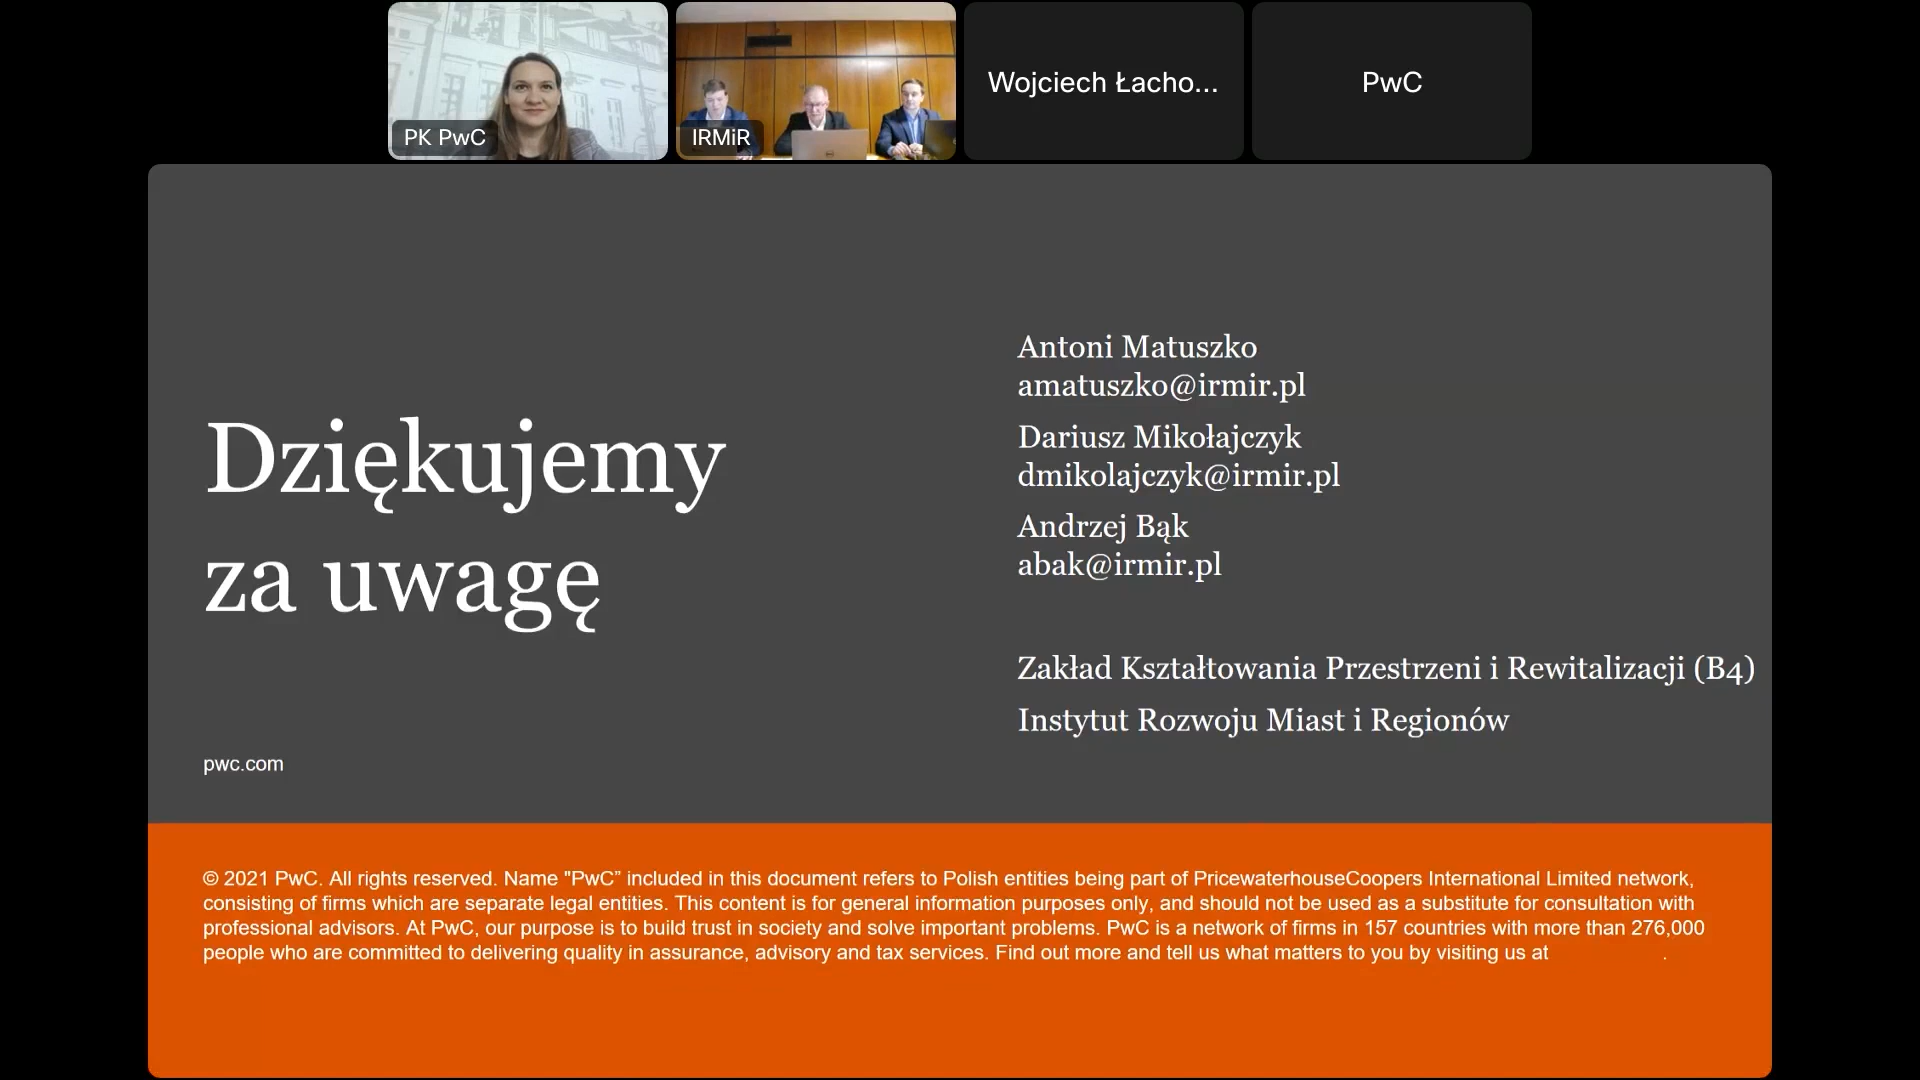 PK PwC
IRMiR
Wojciech Łacho...
PwC
Dziękujemy
za uwagę
pwc.com
Antoni Matuszko
amatuszko@irmir.pl
Dariusz Mikołajczyk
dmikolajczyk@irmir.pl
Andrzej Bąk
abak@irmir.pl
Zakład Kształtowania Przestrzeni i Rewitalizacji (B4)
Instytut Rozwoju Miast i Regionów
© 2021 PwC. All rights reserved. Name "PwC” included in this document refers to Polish entities being part of PricewaterhouseCoopers International Limited network,
consisting of firms which are separate legal entities. This content is for general information purposes only, and should not be used as a substitute for consultation with
professional advisors. At PwC, our purpose is to build trust in society and solve important problems. PwC is a network of firms in 157 countries with more than 276,000
people who are committed to delivering quality in assurance, advisory and tax services. Find out more and tell us what matters to you by visiting us at .